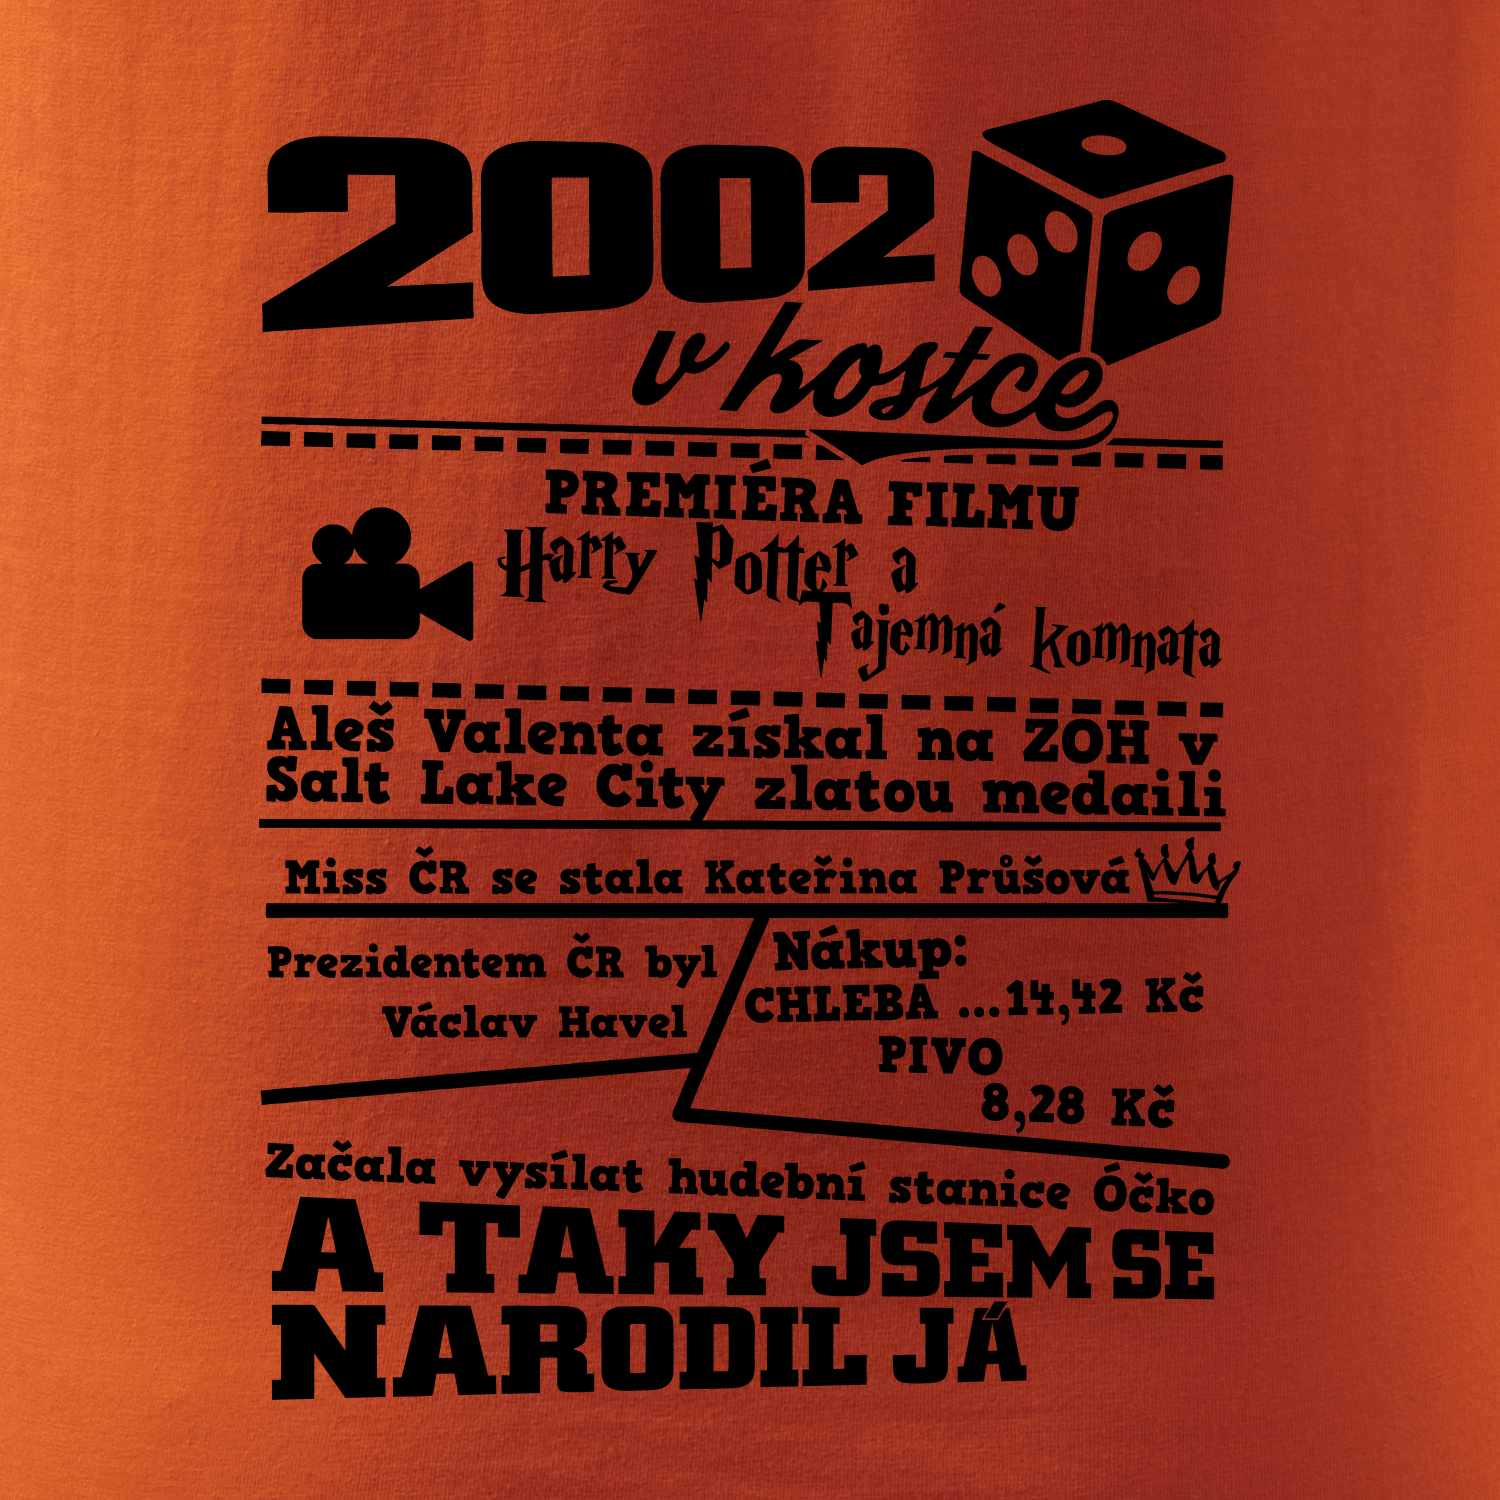 2002
v kostce
PREMIÉRA FILMU
Harry Potter a
Tajemná komnata
Aleš Valenta získal na ZOH v
Salt Lake City zlatou medaili
Miss ČR se stala Kateřina Průšová
Prezidentem ČR byl
Václav Havel
Nákup:
CHLEBA ...14,42 Kč
PIVO
8,28 Kč
Začala vysílat hudební stanice Óčko
A TAKY JSEM SE
NARODIL JÁ